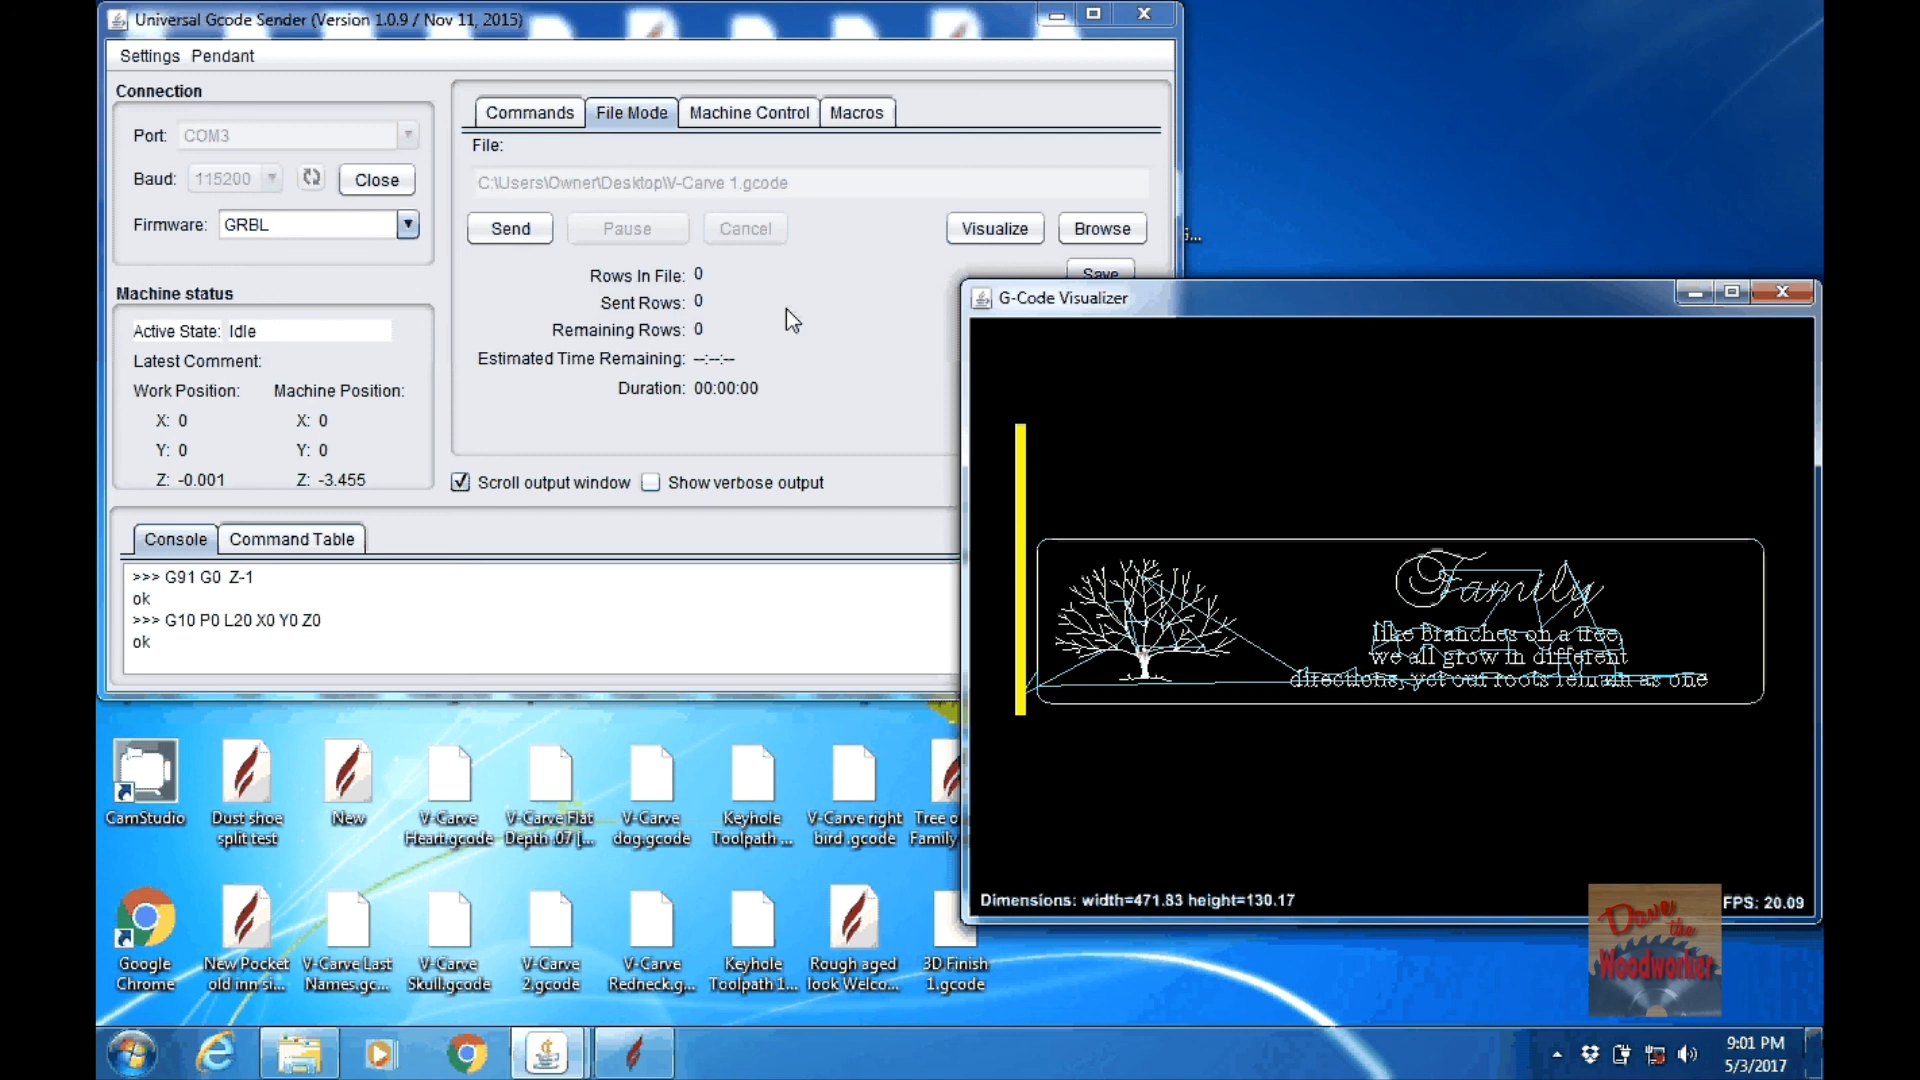 Universal Gcode Sender (Version 1.0.9 / Nov 11, 2015)
Settings Pendant
Connection
Port: COM3
Baud: 115200 Close
Firmware: GRBL
Machine status
Active State: Idle
Latest Comment:
Work Position: Machine Position:
X: 0 X: 0
Y: 0 Y: 0
Z: -0.001 Z: -3.455
Commands File Mode Machine Control Macros
File:
C:\Users\Owner\Desktop\V-Carve 1.gcode
Send Pause Cancel Visualize Browse
Save
Rows In File: 0
Sent Rows: 0
Remaining Rows: 0
Estimated Time Remaining: --:--:--
Duration: 00:00:00
Scroll output window Show verbose output
Console Command Table
>>> G91 G0 Z-1
ok
>>> G10 P0 L20 X0 Y0 Z0
ok
G-Code Visualizer
Family
like branches on a tree,
we all grow in different
directions, yet our roots remain as one
Dimensions: width=471.83 height=130.17
FPS: 20.09
CamStudio
Dust shoe
split test
New
V-Carve
Heart.gcode
V-Carve Flat
Depth .07 [...
V-Carve
dog.gcode
Keyhole
Toolpath ...
V-Carve right
bird .gcode
Tree o
Family
Google
Chrome
New Pocket
old inn si...
V-Carve Last
Names.gc...
V-Carve
Skull.gcode
V-Carve
2.gcode
V-Carve
Redneck.g...
Keyhole
Toolpath 1...
Rough aged
look Welco...
3D Finish
1.gcode
Dave
the
Woodworker
9:01 PM
5/3/2017